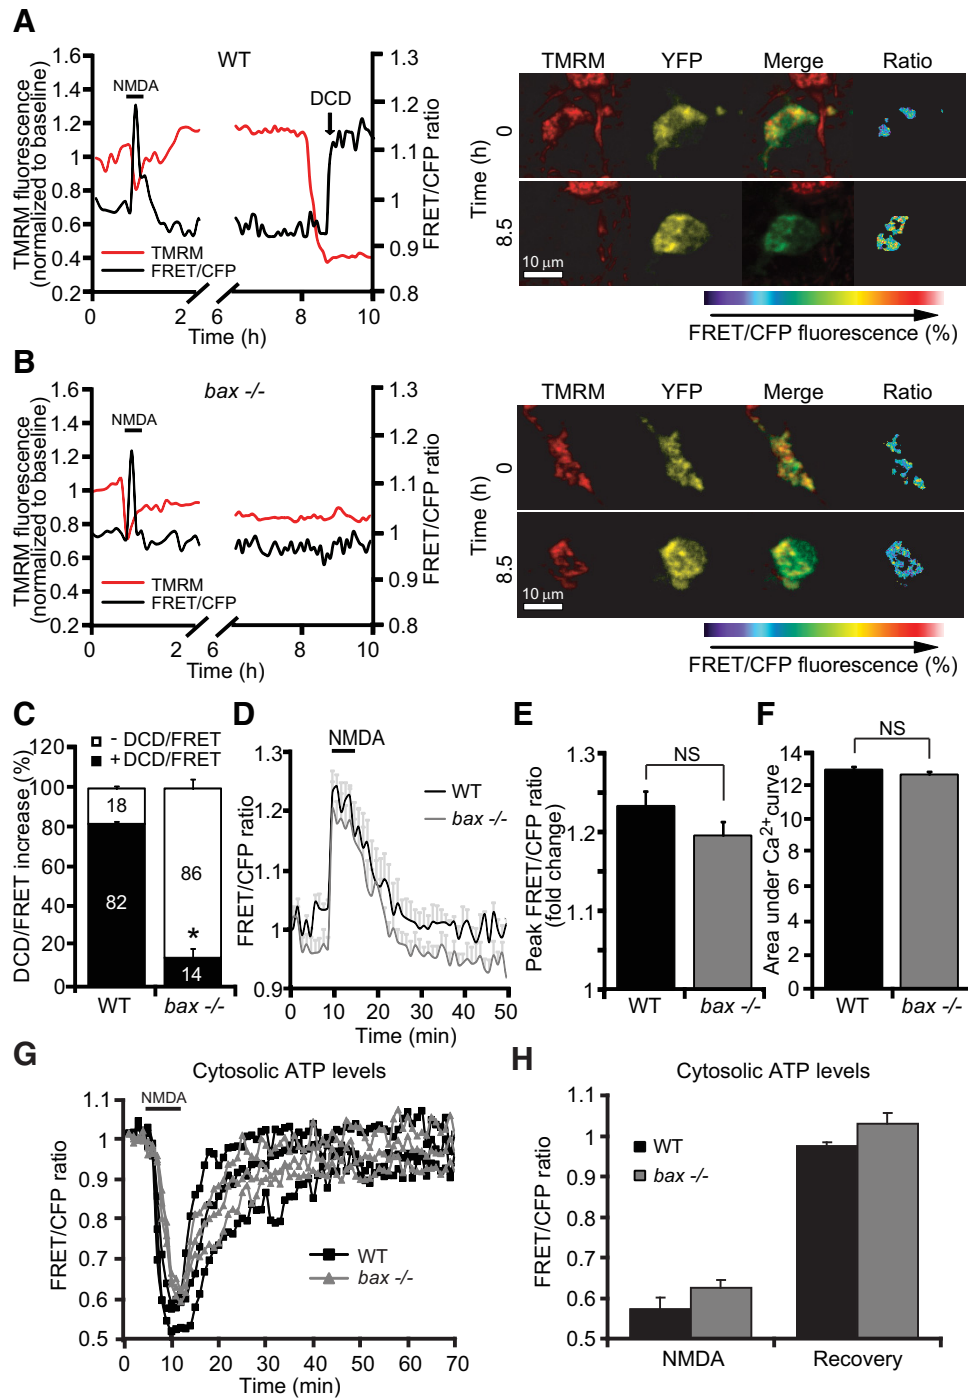 A
WT
TMRM fluorescence
(normalized to baseline)
1.6
1.4
1.2
1
0.8
0.6
0.4
0.2
NMDA
DCD
TMRM
FRET/CFP
0
2
6
8
10
Time (h)
1.3
1.2
1.1
1
0.9
0.8
FRET/CFP ratio
TMRM
YFP
Merge
Ratio
Time (h)
0
8.5
10 µm
FRET/CFP fluorescence (%)
B
bax -/-
TMRM fluorescence
(normalized to baseline)
1.6
1.4
1.2
1
0.8
0.6
0.4
0.2
NMDA
TMRM
FRET/CFP
0
2
6
8
10
Time (h)
1.3
1.2
1.1
1
0.9
0.8
FRET/CFP ratio
TMRM
YFP
Merge
Ratio
Time (h)
0
8.5
10 µm
FRET/CFP fluorescence (%)
C
DCD/FRET increase (%)
120
100
80
60
40
20
0
- DCD/FRET
+ DCD/FRET
18
82
86
*
14
WT
bax -/-
D
NMDA
FRET/CFP ratio
1.3
1.2
1.1
1
0.9
WT
bax -/-
0
10
20
30
40
50
Time (min)
E
Peak FRET/CFP ratio
(fold change)
1.3
1.2
1.1
1
NS
WT
bax -/-
F
Area under Ca2+curve
14
12
10
8
6
4
2
0
NS
WT
bax -/-
G
Cytosolic ATP levels
NMDA
FRET/CFP ratio
1.1
1
0.9
0.8
0.7
0.6
0.5
WT
bax -/-
0
10
20
30
40
50
60
70
Time (min)
H
Cytosolic ATP levels
FRET/CFP ratio
1.1
1
0.9
0.8
0.7
0.6
0.5
WT
bax -/-
NMDA
Recovery